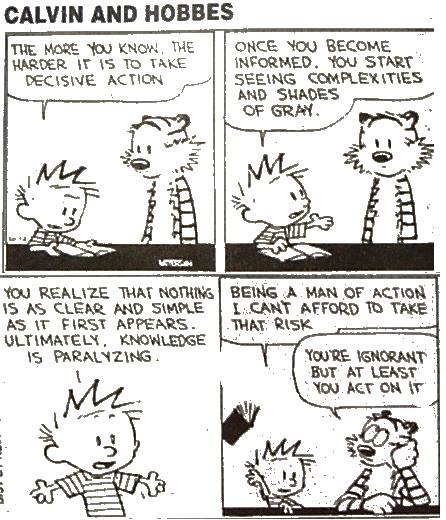 CALVIN AND HOBBES
THE MORE YOU KNOW, THE
HARDER IT IS TO TAKE
DECISIVE ACTION
ONCE YOU BECOME
INFORMED, YOU START
SEEING COMPLEXITIES
AND SHADES
OF GRAY.
YOU REALIZE THAT NOTHING
IS AS CLEAR AND SIMPLE
AS IT FIRST APPEARS.
ULTIMATELY, KNOWLEDGE
IS PARALYZING.
BEING A MAN OF ACTION,
I CAN'T AFFORD TO TAKE
THAT RISK
YOU'RE IGNORANT
BUT AT LEAST
YOU ACT ON IT